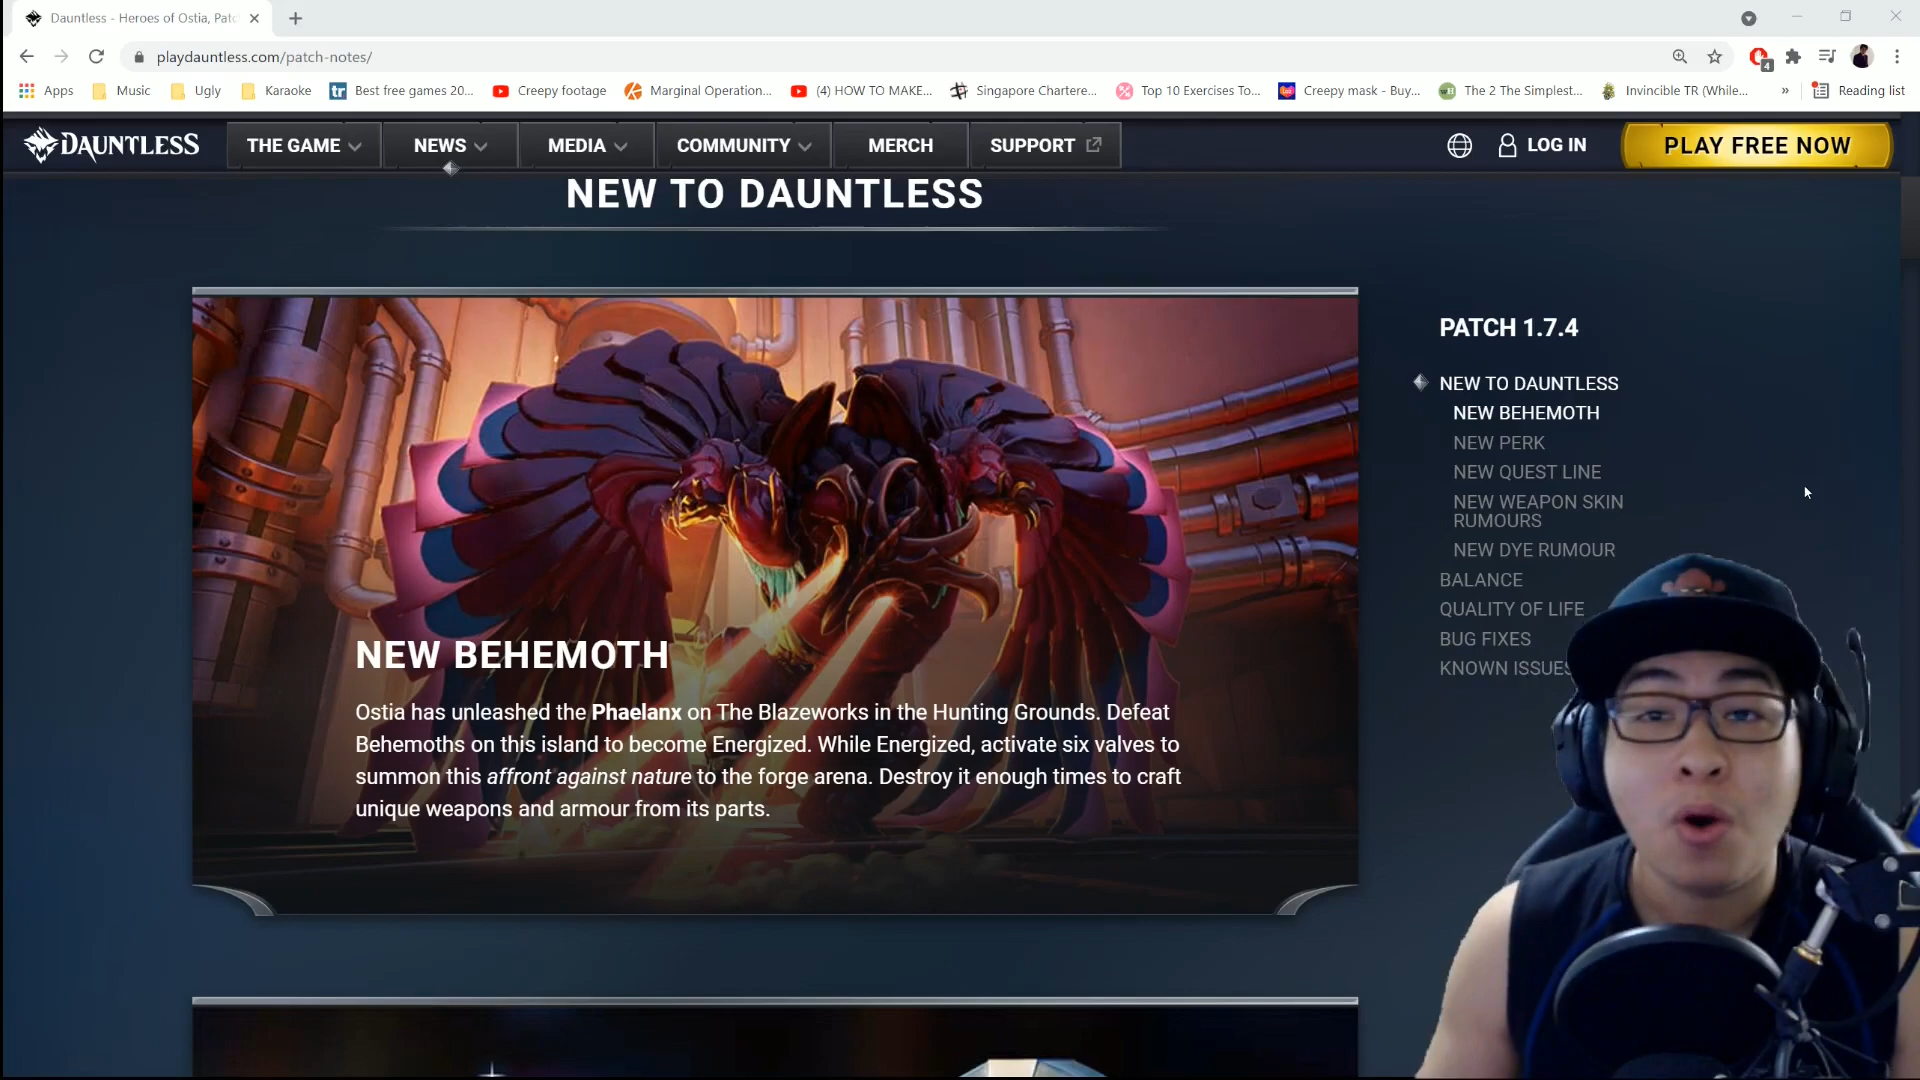 Dauntless - Heroes of Ostia, Patc
playdauntless.com/patch-notes/
4
Apps
Music
Ugly
Karaoke
Best free games 20...
Creepy footage
Marginal Operation...
(4) HOW TO MAKE...
Singapore Chartere...
Top 10 Exercises To...
Creepy mask - Buy...
The 2 The Simplest...
Invincible TR (While...
»
Reading list
DAUNTLESS
THE GAME
NEWS
MEDIA
COMMUNITY
MERCH
SUPPORT
LOG IN
PLAY FREE NOW
NEW TO DAUNTLESS
NEW BEHEMOTH
Ostia has unleashed the Phaelanx on The Blazeworks in the Hunting Grounds. Defeat
Behemoths on this island to become Energized. While Energized, activate six valves to
summon this affront against nature to the forge arena. Destroy it enough times to craft
unique weapons and armour from its parts.
PATCH 1.7.4
NEW TO DAUNTLESS
NEW BEHEMOTH
NEW PERK
NEW QUEST LINE
NEW WEAPON SKIN
RUMOURS
NEW DYE RUMOUR
BALANCE
QUALITY OF LIFE
BUG FIXES
KNOWN ISSUES